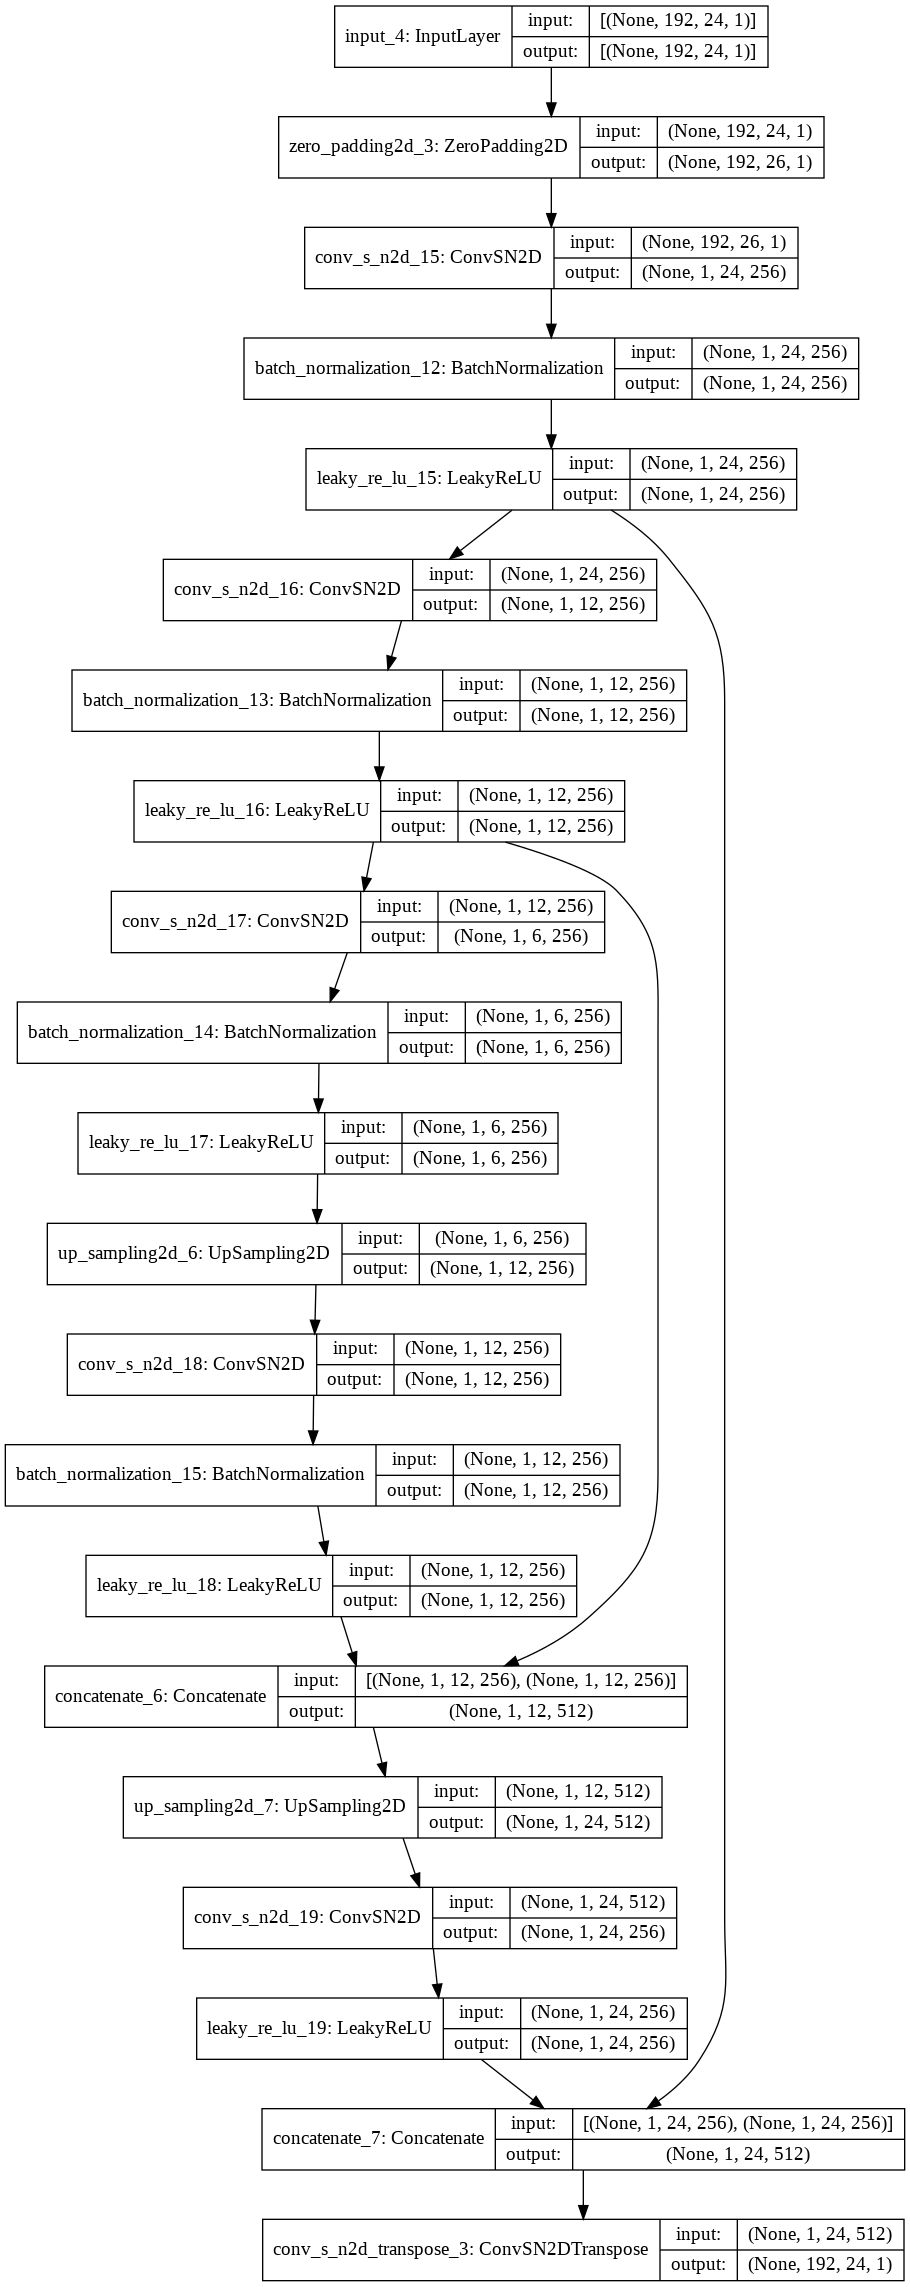 input_4: InputLayer
input: [(None, 192, 24, 1)]
output: [(None, 192, 24, 1)]
zero_padding2d_3: ZeroPadding2D
input: (None, 192, 24, 1)
output: (None, 192, 26, 1)
conv_s_n2d_15: ConvSN2D
input: (None, 192, 26, 1)
output: (None, 1, 24, 256)
batch_normalization_12: BatchNormalization
input: (None, 1, 24, 256)
output: (None, 1, 24, 256)
leaky_re_lu_15: LeakyReLU
input: (None, 1, 24, 256)
output: (None, 1, 24, 256)
conv_s_n2d_16: ConvSN2D
input: (None, 1, 24, 256)
output: (None, 1, 12, 256)
batch_normalization_13: BatchNormalization
input: (None, 1, 12, 256)
output: (None, 1, 12, 256)
leaky_re_lu_16: LeakyReLU
input: (None, 1, 12, 256)
output: (None, 1, 12, 256)
conv_s_n2d_17: ConvSN2D
input: (None, 1, 12, 256)
output: (None, 1, 6, 256)
batch_normalization_14: BatchNormalization
input: (None, 1, 6, 256)
output: (None, 1, 6, 256)
leaky_re_lu_17: LeakyReLU
input: (None, 1, 6, 256)
output: (None, 1, 6, 256)
up_sampling2d_6: UpSampling2D
input: (None, 1, 6, 256)
output: (None, 1, 12, 256)
conv_s_n2d_18: ConvSN2D
input: (None, 1, 12, 256)
output: (None, 1, 12, 256)
batch_normalization_15: BatchNormalization
input: (None, 1, 12, 256)
output: (None, 1, 12, 256)
leaky_re_lu_18: LeakyReLU
input: (None, 1, 12, 256)
output: (None, 1, 12, 256)
concatenate_6: Concatenate
input: [(None, 1, 12, 256), (None, 1, 12, 256)]
output: (None, 1, 12, 512)
up_sampling2d_7: UpSampling2D
input: (None, 1, 12, 512)
output: (None, 1, 24, 512)
conv_s_n2d_19: ConvSN2D
input: (None, 1, 24, 512)
output: (None, 1, 24, 256)
leaky_re_lu_19: LeakyReLU
input: (None, 1, 24, 256)
output: (None, 1, 24, 256)
concatenate_7: Concatenate
input: [(None, 1, 24, 256), (None, 1, 24, 256)]
output: (None, 1, 24, 512)
conv_s_n2d_transpose_3: ConvSN2DTranspose
input: (None, 1, 24, 512)
output: (None, 192, 24, 1)